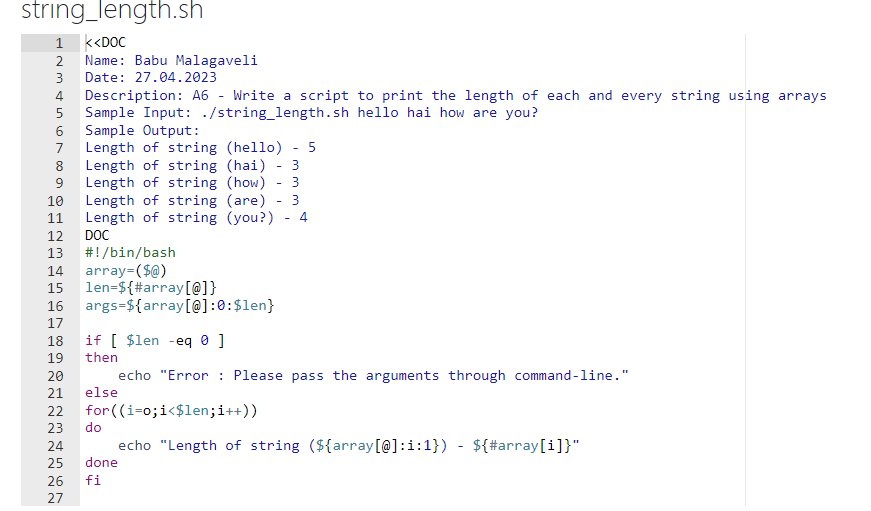 string_length.sh
1 <<DOC
2 Name: Babu Malagaveli
3 Date: 27.04.2023
4 Description: A6 - Write a script to print the length of each and every string using arrays
5 Sample Input: ./string_length.sh hello hai how are you?
6 Sample Output:
7 Length of string (hello) - 5
8 Length of string (hai) - 3
9 Length of string (how) - 3
10 Length of string (are) - 3
11 Length of string (you?) - 4
12 DOC
13 #!/bin/bash
14 array=($@)
15 len=${#array[@]}
16 args=${array[@]:0:$len}
17
18 if [ $len -eq 0 ]
19 then
20 echo "Error : Please pass the arguments through command-line."
21 else
22 for((i=o;i<$len;i++))
23 do
24 echo "Length of string (${array[@]:i:1}) - ${#array[i]}"
25 done
26 fi
27